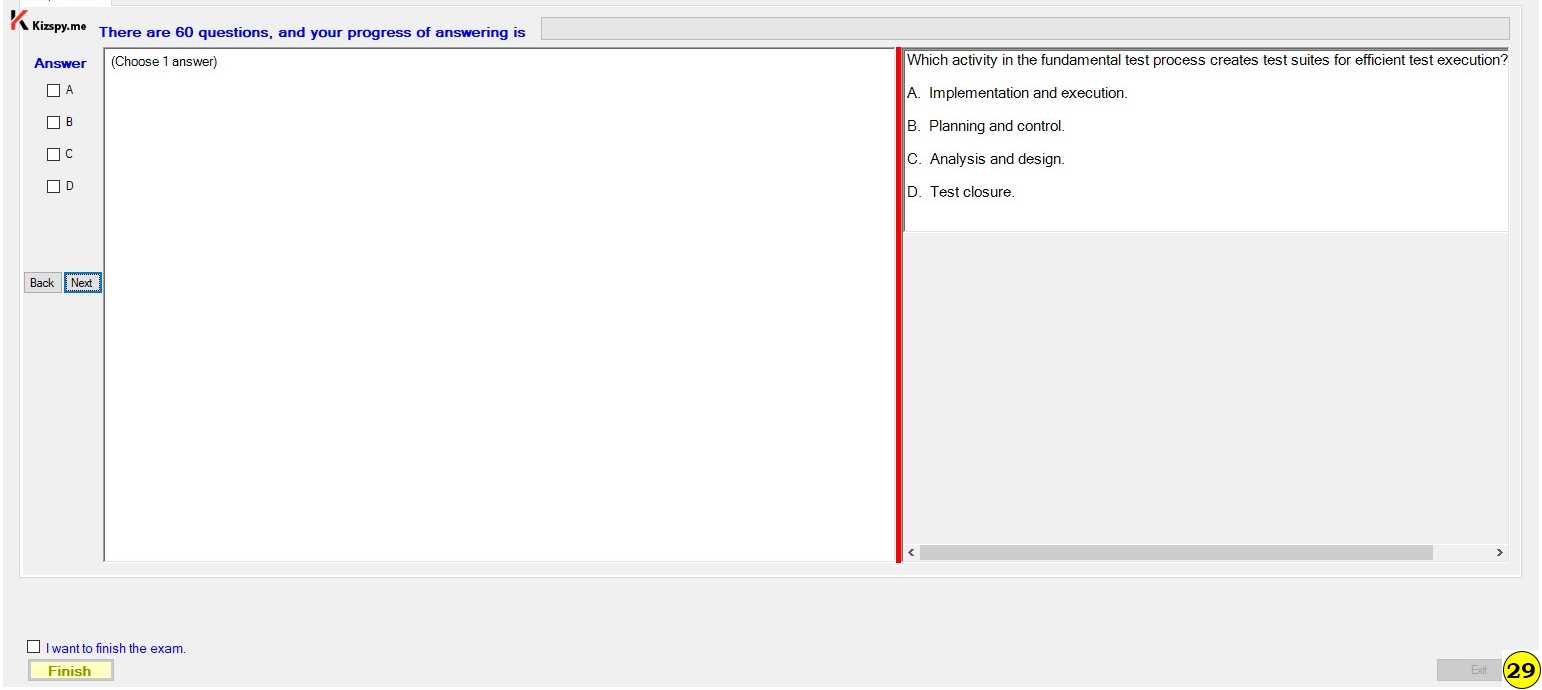 Kizspy.me
There are 60 questions, and your progress of answering is
Answer
A
B
C
D
Back
Next
(Choose 1 answer)
Which activity in the fundamental test process creates test suites for efficient test execution?
A. Implementation and execution.
B. Planning and control.
C. Analysis and design.
D. Test closure.
I want to finish the exam.
Finish
Exit
29